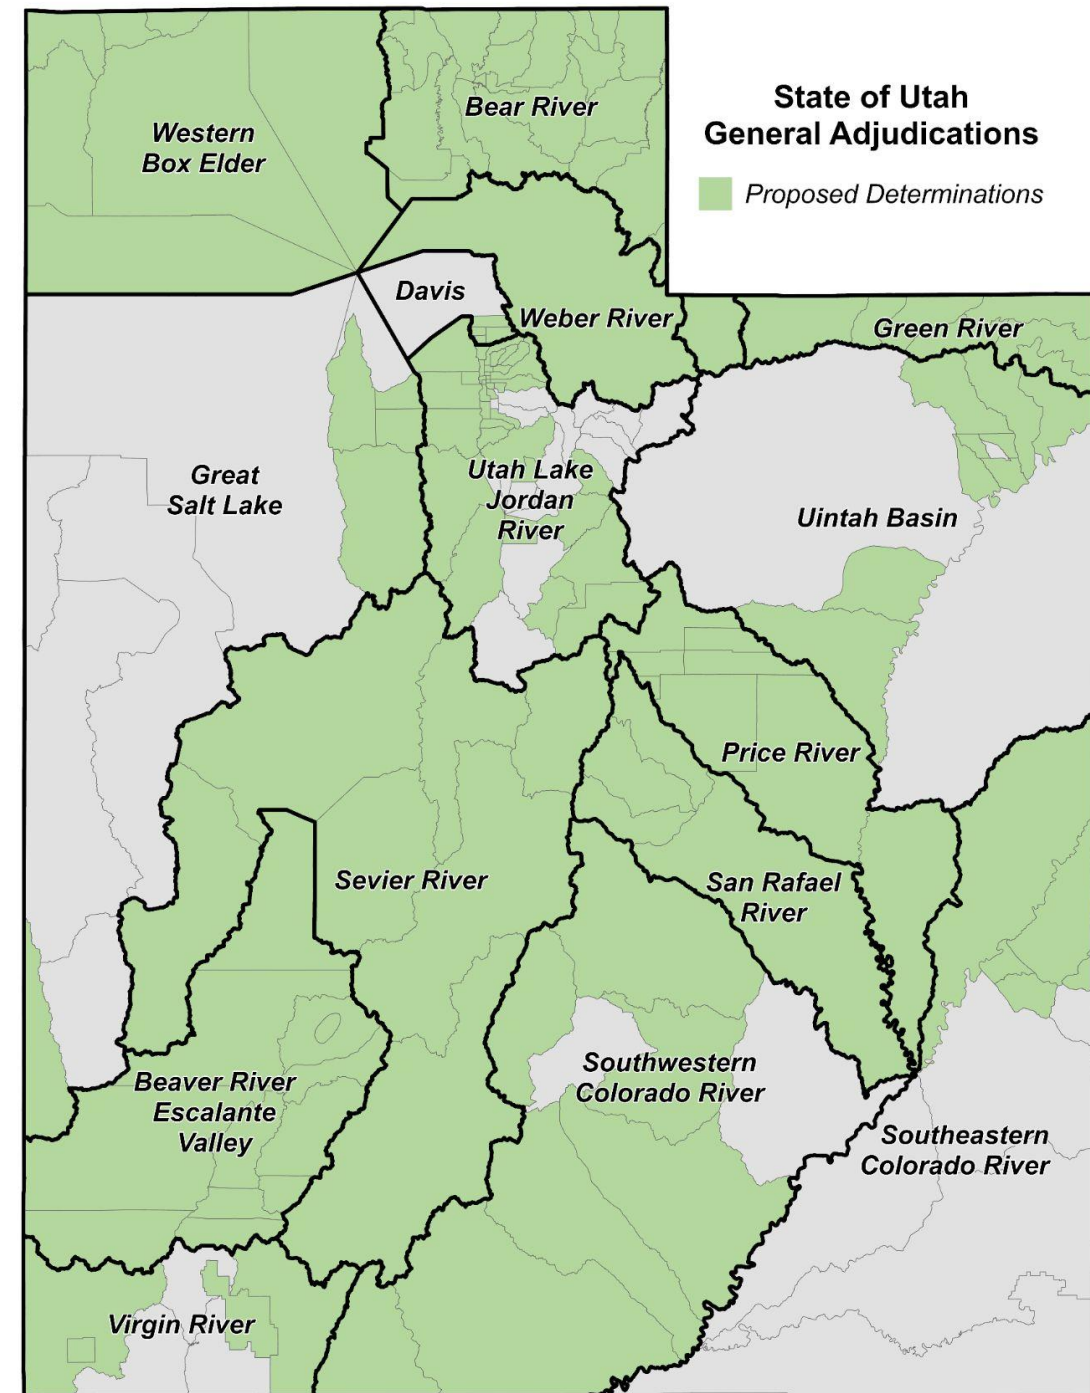 State of Utah
General Adjudications
Proposed Determinations
Western
Box Elder
Bear River
Davis
Weber River
Green River
Great
Salt Lake
Utah Lake
Jordan
River
Uintah Basin
Price River
Sevier River
San Rafael
River
Southwestern
Colorado River
Beaver River
Escalante
Valley
Southeastern
Colorado River
Virgin River